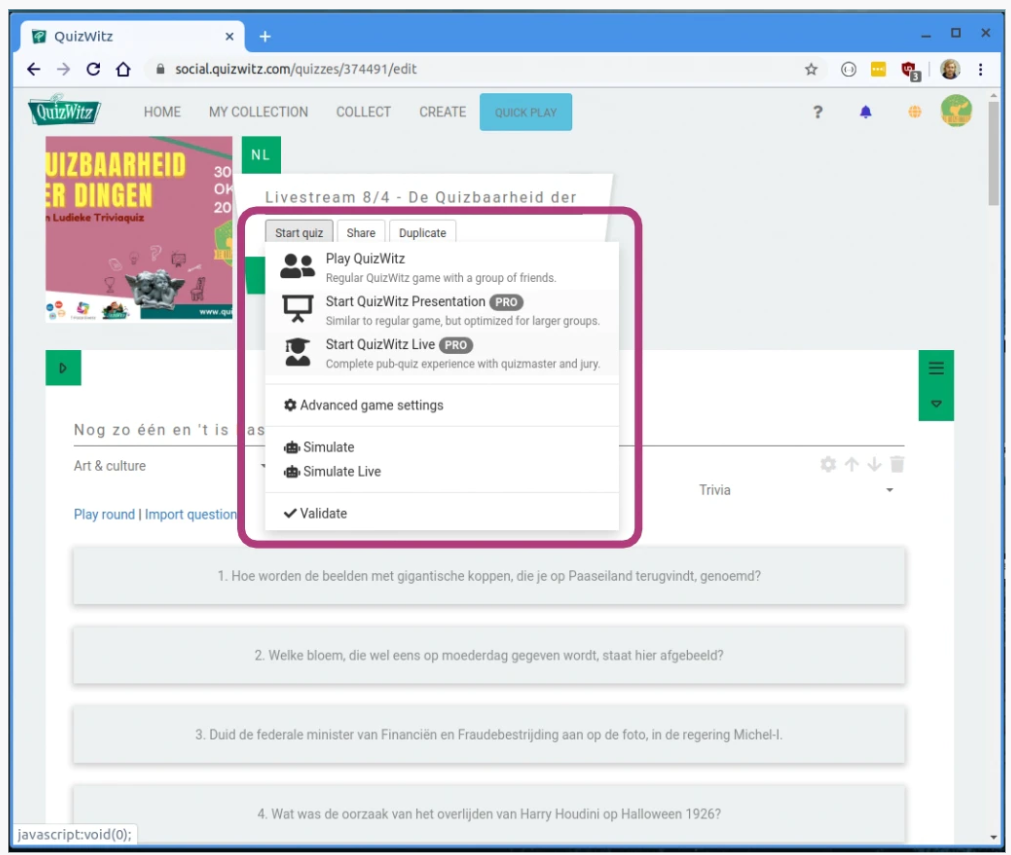 QuizWitz
social.quizwitz.com/quizzes/374491/edit
UD
3
QuizWitz
HOME MY COLLECTION COLLECT CREATE QUICK PLAY
?
UIZBAARHEID
ER DINGEN
n Ludieke Triviaquiz
30
OK
20
www.qu
NL
Livestream 8/4 - De Quizbaarheid der
Start quiz Share Duplicate
Play QuizWitz
Regular QuizWitz game with a group of friends.
Start QuizWitz Presentation PRO
Similar to regular game, but optimized for larger groups.
Start QuizWitz Live PRO
Complete pub-quiz experience with quizmaster and jury.
Advanced game settings
Simulate
Simulate Live
Validate
Nog zo één en 't is as
Art & culture
Trivia
Play round | Import question
1. Hoe worden de beelden met gigantische koppen, die je op Paaseiland terugvindt, genoemd?
2. Welke bloem, die wel eens op moederdag gegeven wordt, staat hier afgebeeld?
3. Duid de federale minister van Financiën en Fraudebestrijding aan op de foto, in de regering Michel-I.
4. Wat was de oorzaak van het overlijden van Harry Houdini op Halloween 1926?
javascript:void(0);